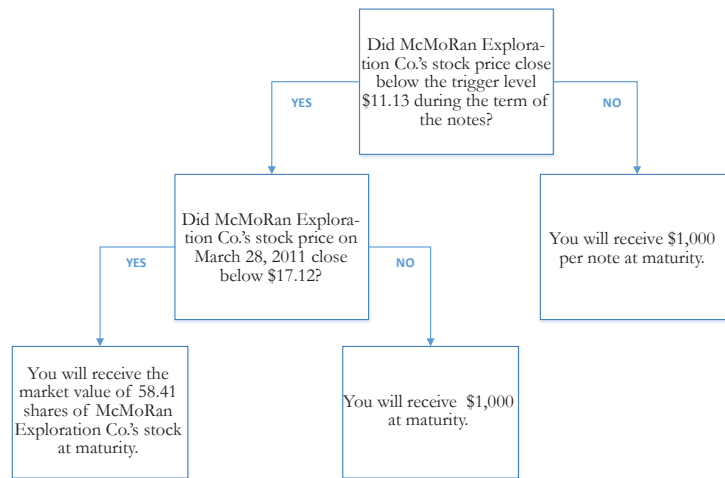 Did McMoRan Explora-
tion Co.'s stock price close
below the trigger level
$11.13 during the term of
the notes?
YES
NO
Did McMoRan Explora-
tion Co.'s stock price on
March 28, 2011 close
below $17.12?
You will receive $1,000
per note at maturity.
YES
NO
You will receive the
market value of 58.41
shares of McMoRan
Exploration Co.'s stock
at maturity.
You will receive $1,000
at maturity.